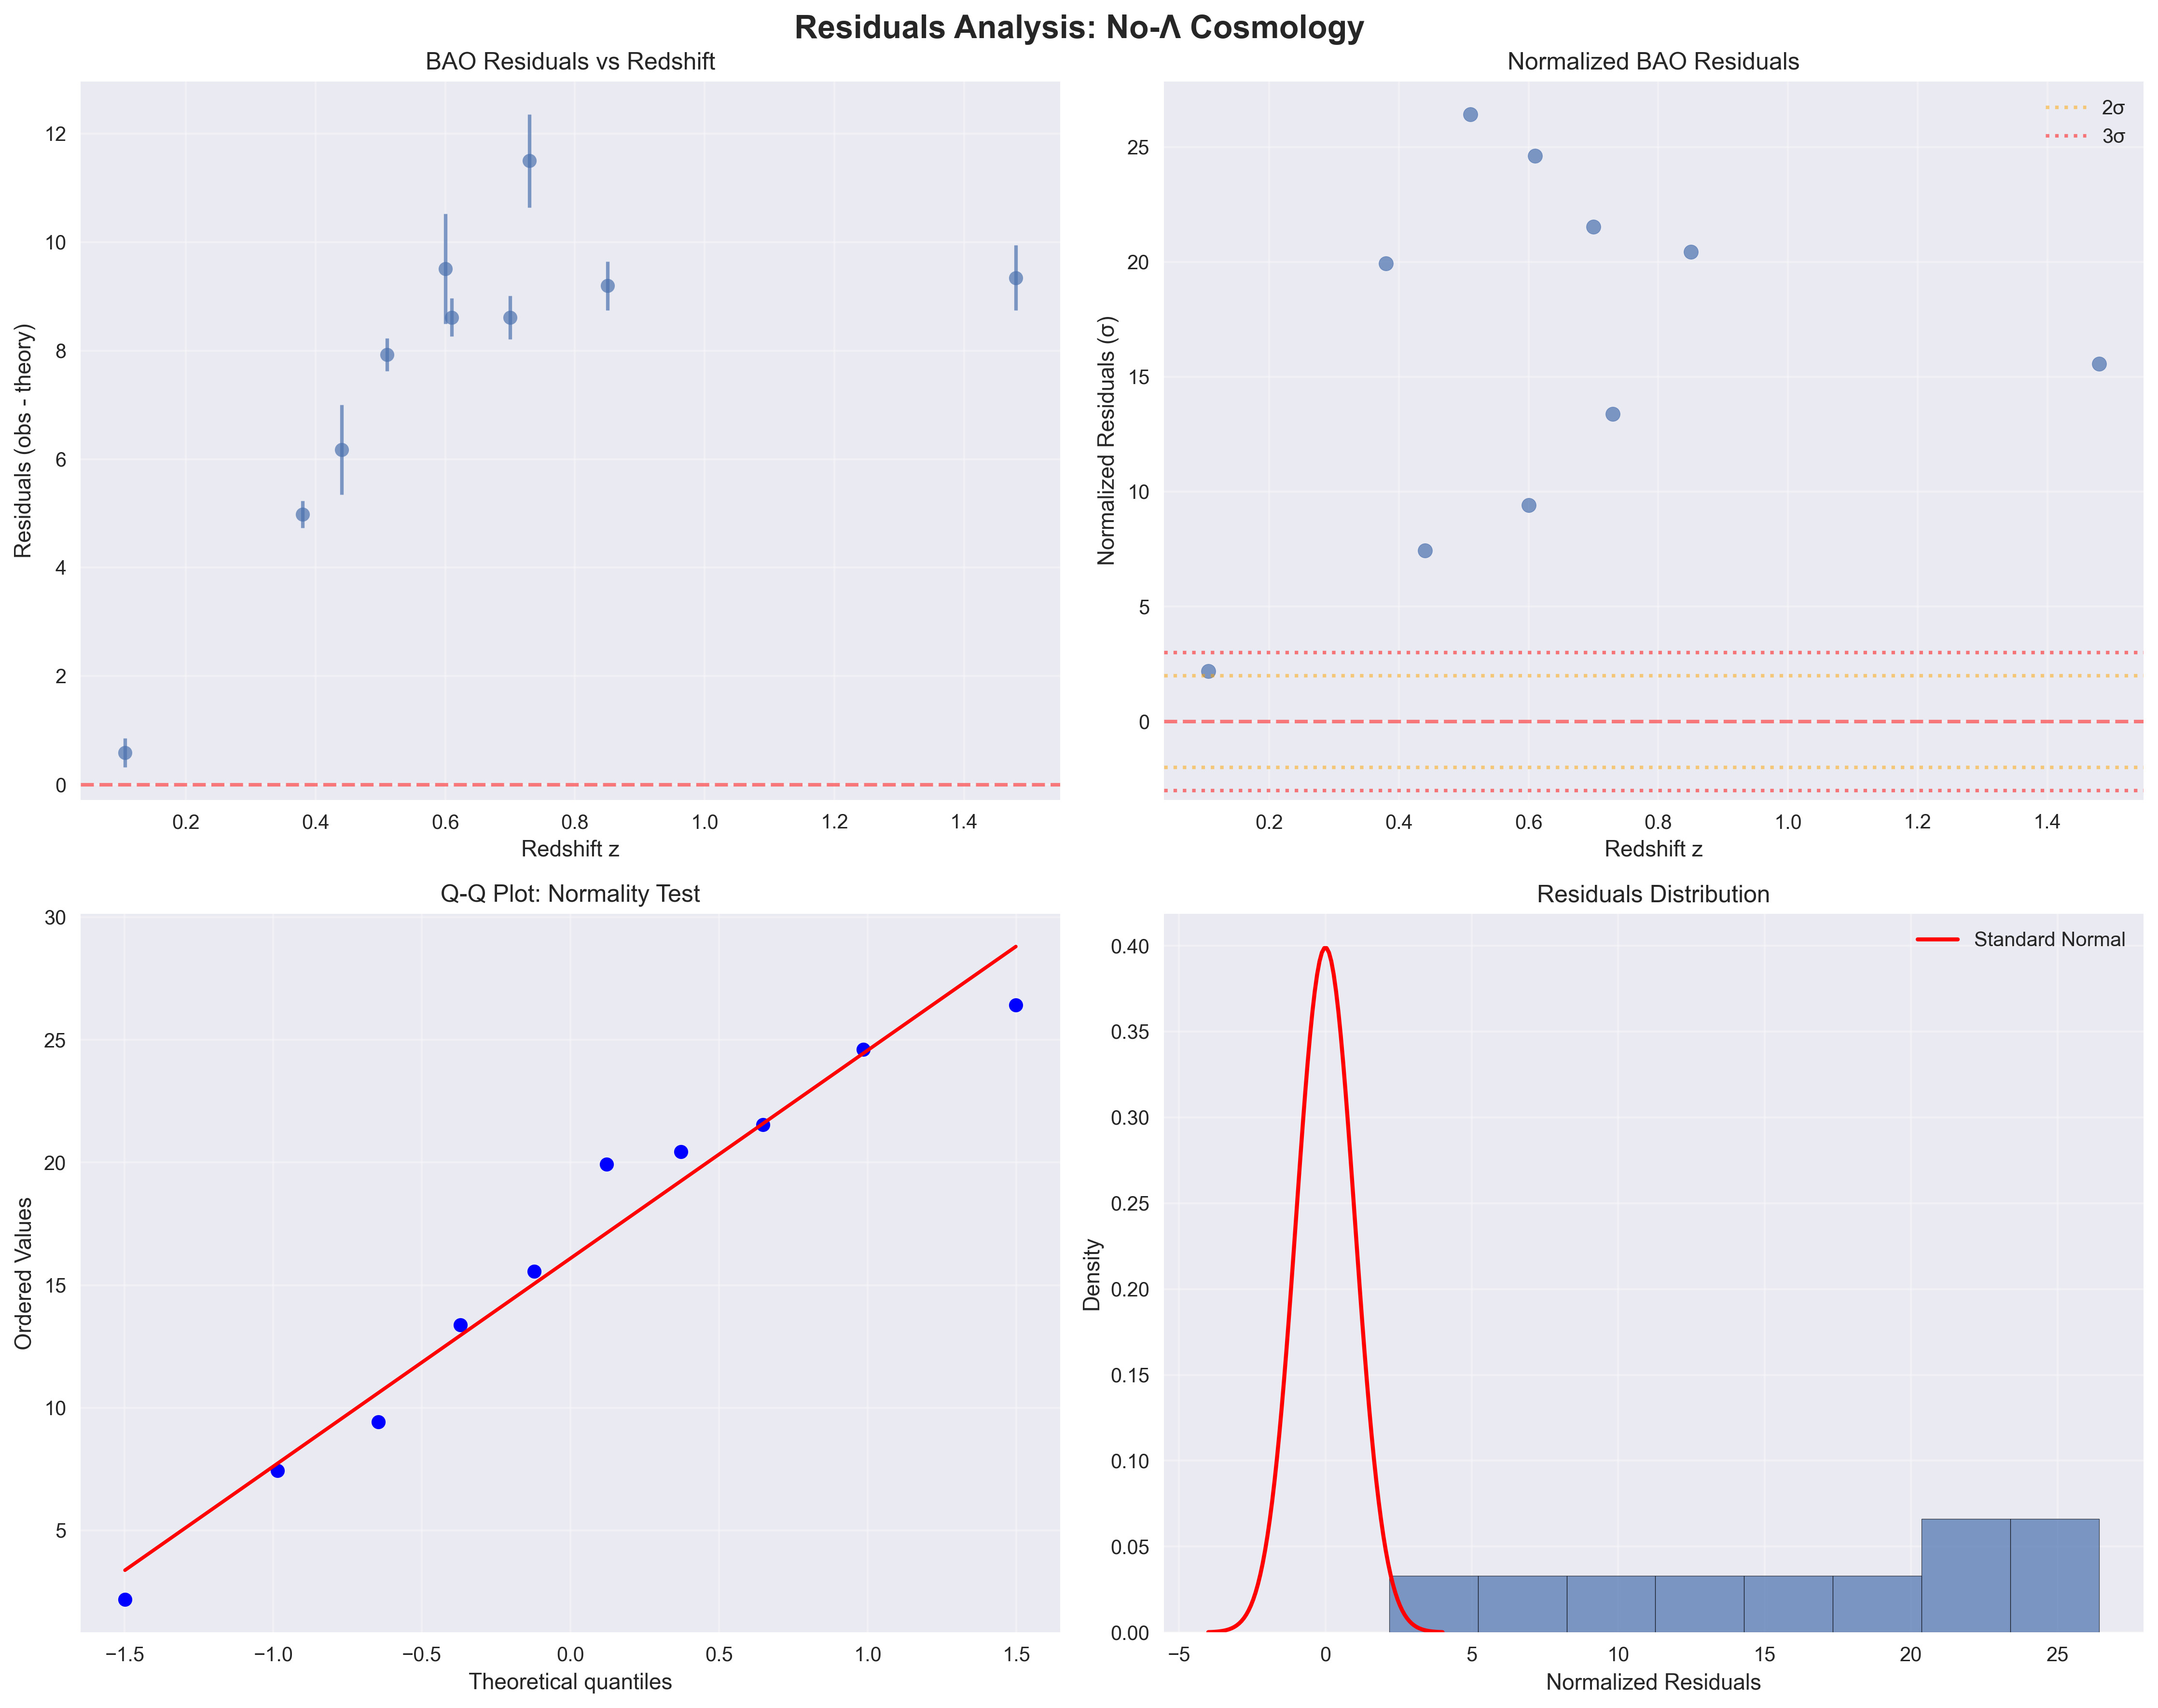 Residuals Analysis: No-Λ Cosmology
BAO Residuals vs Redshift
Residuals (obs - theory)
12
10
8
6
4
2
0
0.2 0.4 0.6 0.8 1.0 1.2 1.4
Redshift z
Normalized BAO Residuals
2σ
3σ
Normalized Residuals (σ)
25
20
15
10
5
0
0.2 0.4 0.6 0.8 1.0 1.2 1.4
Redshift z
Q-Q Plot: Normality Test
Ordered Values
30
25
20
15
10
5
−1.5 −1.0 −0.5 0.0 0.5 1.0 1.5
Theoretical quantiles
Residuals Distribution
Standard Normal
Density
0.40
0.35
0.30
0.25
0.20
0.15
0.10
0.05
0.00
−5 0 5 10 15 20 25
Normalized Residuals